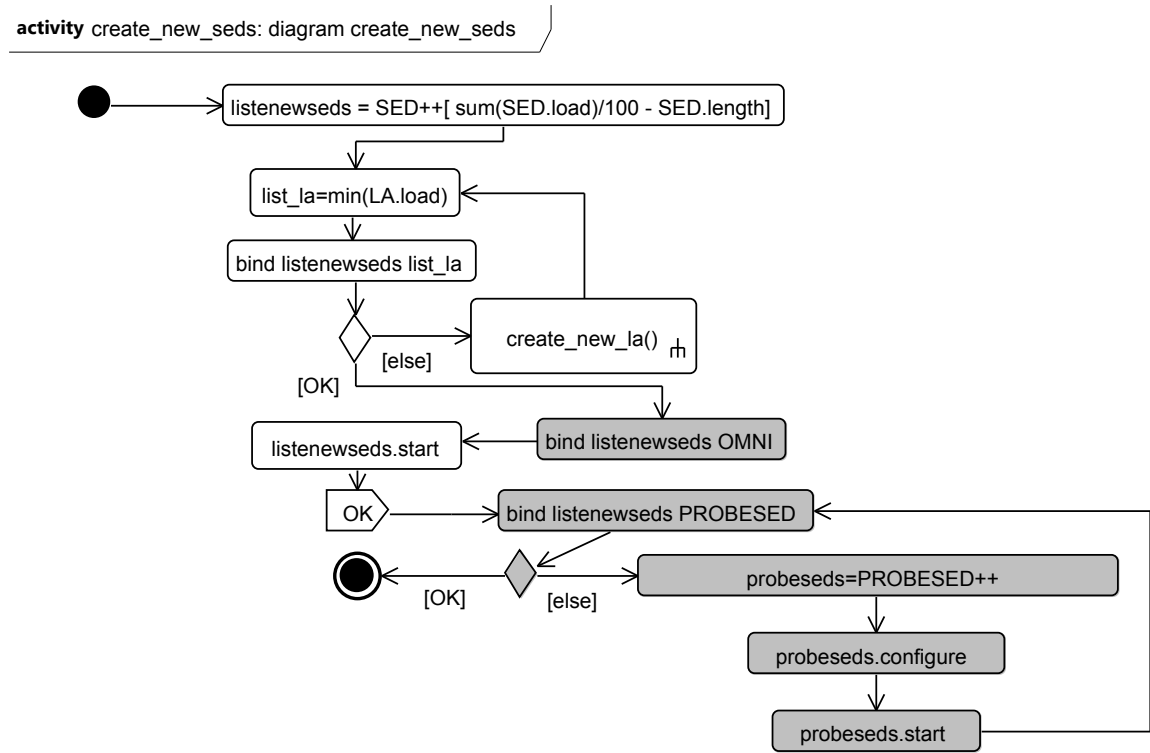 activity create_new_seds: diagram create_new_seds
listenewseds = SED++[ sum(SED.load)/100 - SED.length]
list_la=min(LA.load)
bind listenewseds list_la
create_new_la()
[else]
[OK]
bind listenewseds OMNI
listenewseds.start
OK
bind listenewseds PROBESED
probeseds=PROBESED++
[OK]
[else]
probeseds.configure
probeseds.start